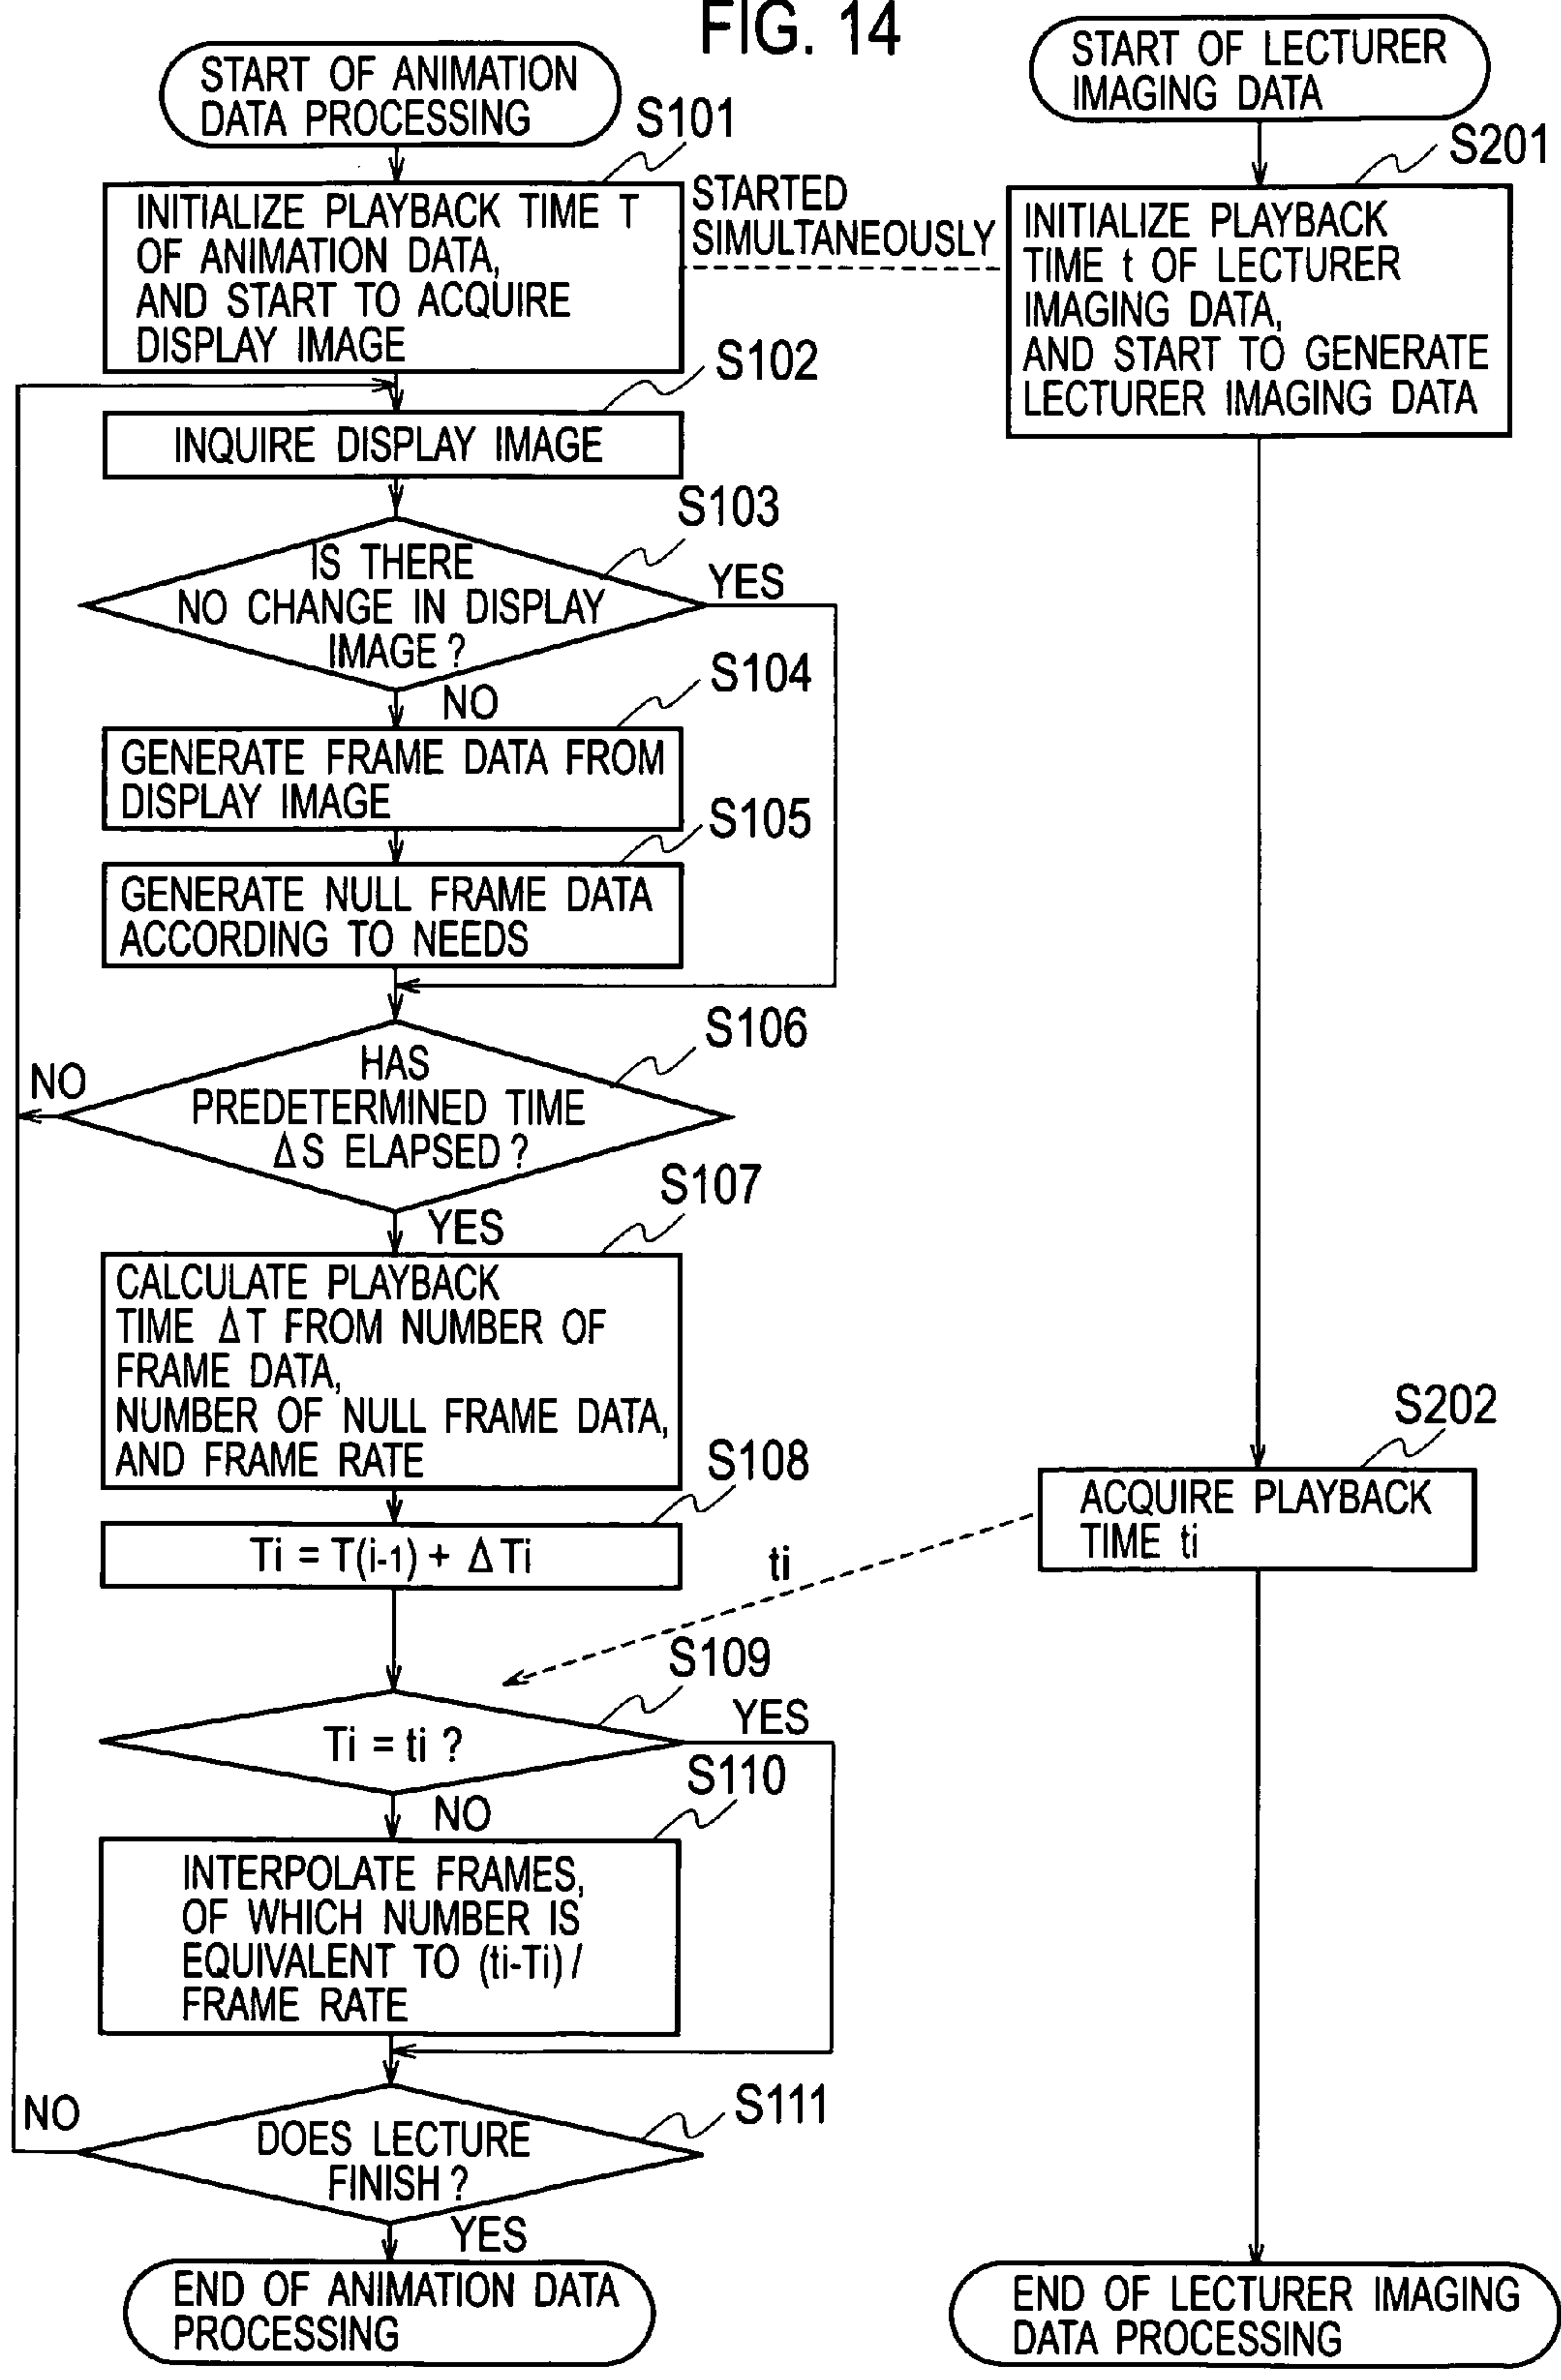 FIG. 14
START OF ANIMATION
DATA PROCESSING
S101
INITIALIZE PLAYBACK TIME T
OF ANIMATION DATA,
AND START TO ACQUIRE
DISPLAY IMAGE
STARTED
SIMULTANEOUSLY
START OF LECTURER
IMAGING DATA
S201
INITIALIZE PLAYBACK
TIME t OF LECTURER
IMAGING DATA,
AND START TO GENERATE
LECTURER IMAGING DATA
S102
INQUIRE DISPLAY IMAGE
S103
IS THERE
NO CHANGE IN DISPLAY
IMAGE ?
YES
NO
S104
GENERATE FRAME DATA FROM
DISPLAY IMAGE
S105
GENERATE NULL FRAME DATA
ACCORDING TO NEEDS
S106
HAS
PREDETERMINED TIME
ΔS ELAPSED ?
NO
YES
S107
CALCULATE PLAYBACK
TIME ΔT FROM NUMBER OF
FRAME DATA,
NUMBER OF NULL FRAME DATA,
AND FRAME RATE
S108
Ti = T(i-1) + Δ Ti
S202
ACQUIRE PLAYBACK
TIME ti
ti
S109
Ti = ti ?
YES
NO
S110
INTERPOLATE FRAMES,
OF WHICH NUMBER IS
EQUIVALENT TO (ti-Ti) /
FRAME RATE
S111
DOES LECTURE
FINISH ?
NO
YES
END OF ANIMATION DATA
PROCESSING
END OF LECTURER IMAGING
DATA PROCESSING